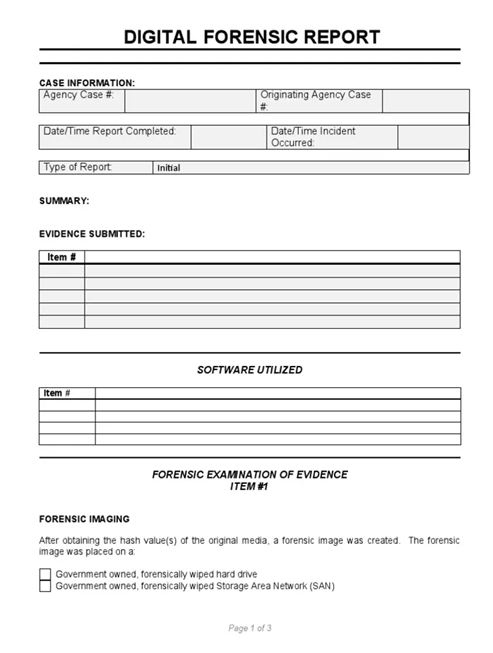 DIGITAL FORENSIC REPORT
CASE INFORMATION:
Agency Case #: Originating Agency Case
#:
Date/Time Report Completed: Date/Time Incident
Occurred:
Type of Report: Initial
SUMMARY:
EVIDENCE SUBMITTED:
Item #
SOFTWARE UTILIZED
Item #
FORENSIC EXAMINATION OF EVIDENCE
ITEM #1
FORENSIC IMAGING
After obtaining the hash value(s) of the original media, a forensic image was created. The forensic
image was placed on a:
Government owned, forensically wiped hard drive
Government owned, forensically wiped Storage Area Network (SAN)
Page 1 of 3